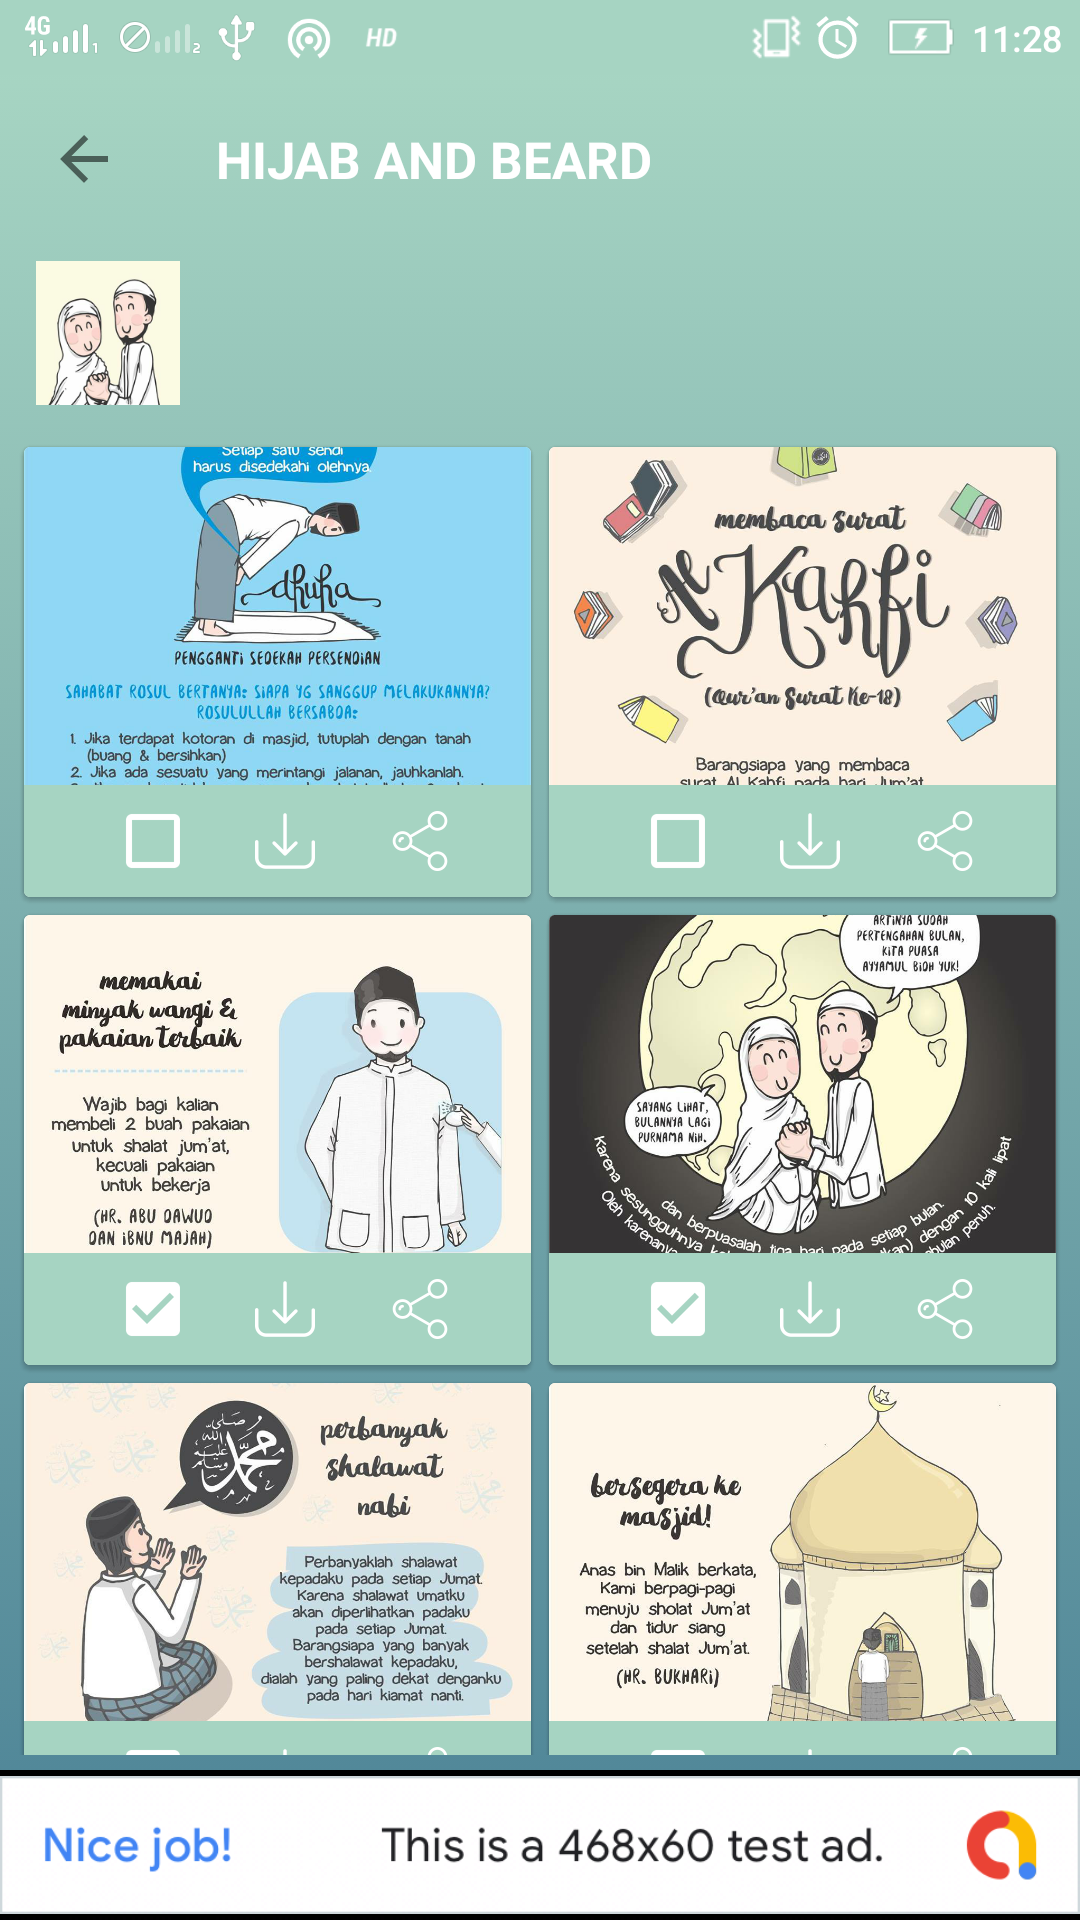 4G 1 2 HD 11:28
HIJAB AND BEARD
Setiap satu sendi
harus disedekahi olehnya.
dhuha
PENGGANTI SEDEKAH PERSENDIAN
SAHABAT ROSUL BERTANYA: SIAPA YG SANGGUP MELAKUKANNYA?
ROSULULLAH BERSABDA:
1. Jika terdapat kotoran di masjid, tutuplah dengan tanah
(buang & bersihkan)
2. Jika ada sesuatu yang merintangi jalanan, jauhkanlah.
membaca surat
Al Kahfi
(Qur'an Surat Ke-18)
Barangsiapa yang membaca
surat Al Kahfi pada hari Jum'at
memakai
minyak wangi &
pakaian terbaik
Wajib bagi kalian
membeli 2 buah pakaian
untuk shalat jum'at,
kecuali pakaian
untuk bekerja
(HR. ABU DAWUD
DAN IBNU MAJAH)
ARTINYA SUDAH
PERTENGAHAN BULAN,
KITA PUASA
AYYAMUL BIDH YUK!
SAYANG LIHAT,
BULANNYA LAGI
PURNAMA NIH.
dan berpuasalah tiga hari pada setiap bulan.
Karena sesungguhnya
dengan 10 kali lipat
Oleh karenanya
bulan penuh.
صلى الله عليه وسلم
محمد
perbanyak
shalawat
nabi
Perbanyaklah shalawat
kepadaku pada setiap Jumat.
Karena shalawat umatku
akan diperlihatkan padaku
pada setiap Jumat.
Barangsiapa yang banyak
bershalawat kepadaku,
dialah yang paling dekat denganku
pada hari kiamat nanti.
bersegera ke
masjid!
Anas bin Malik berkata,
Kami berpagi-pagi
menuju sholat Jum'at
dan tidur siang
setelah shalat Jum'at.
(HR. BUKHARI)
Nice job!
This is a 468x60 test ad.